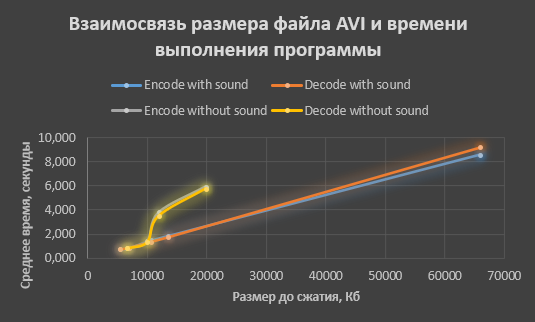 Взаимосвязь размера файла AVI и времени
выполнения программы
Encode with sound Decode with sound
Encode without sound Decode without sound
Среднее время, секунды
10,000
8,000
6,000
4,000
2,000
0,000
0 10000 20000 30000 40000 50000 60000 70000
Размер до сжатия, Кб